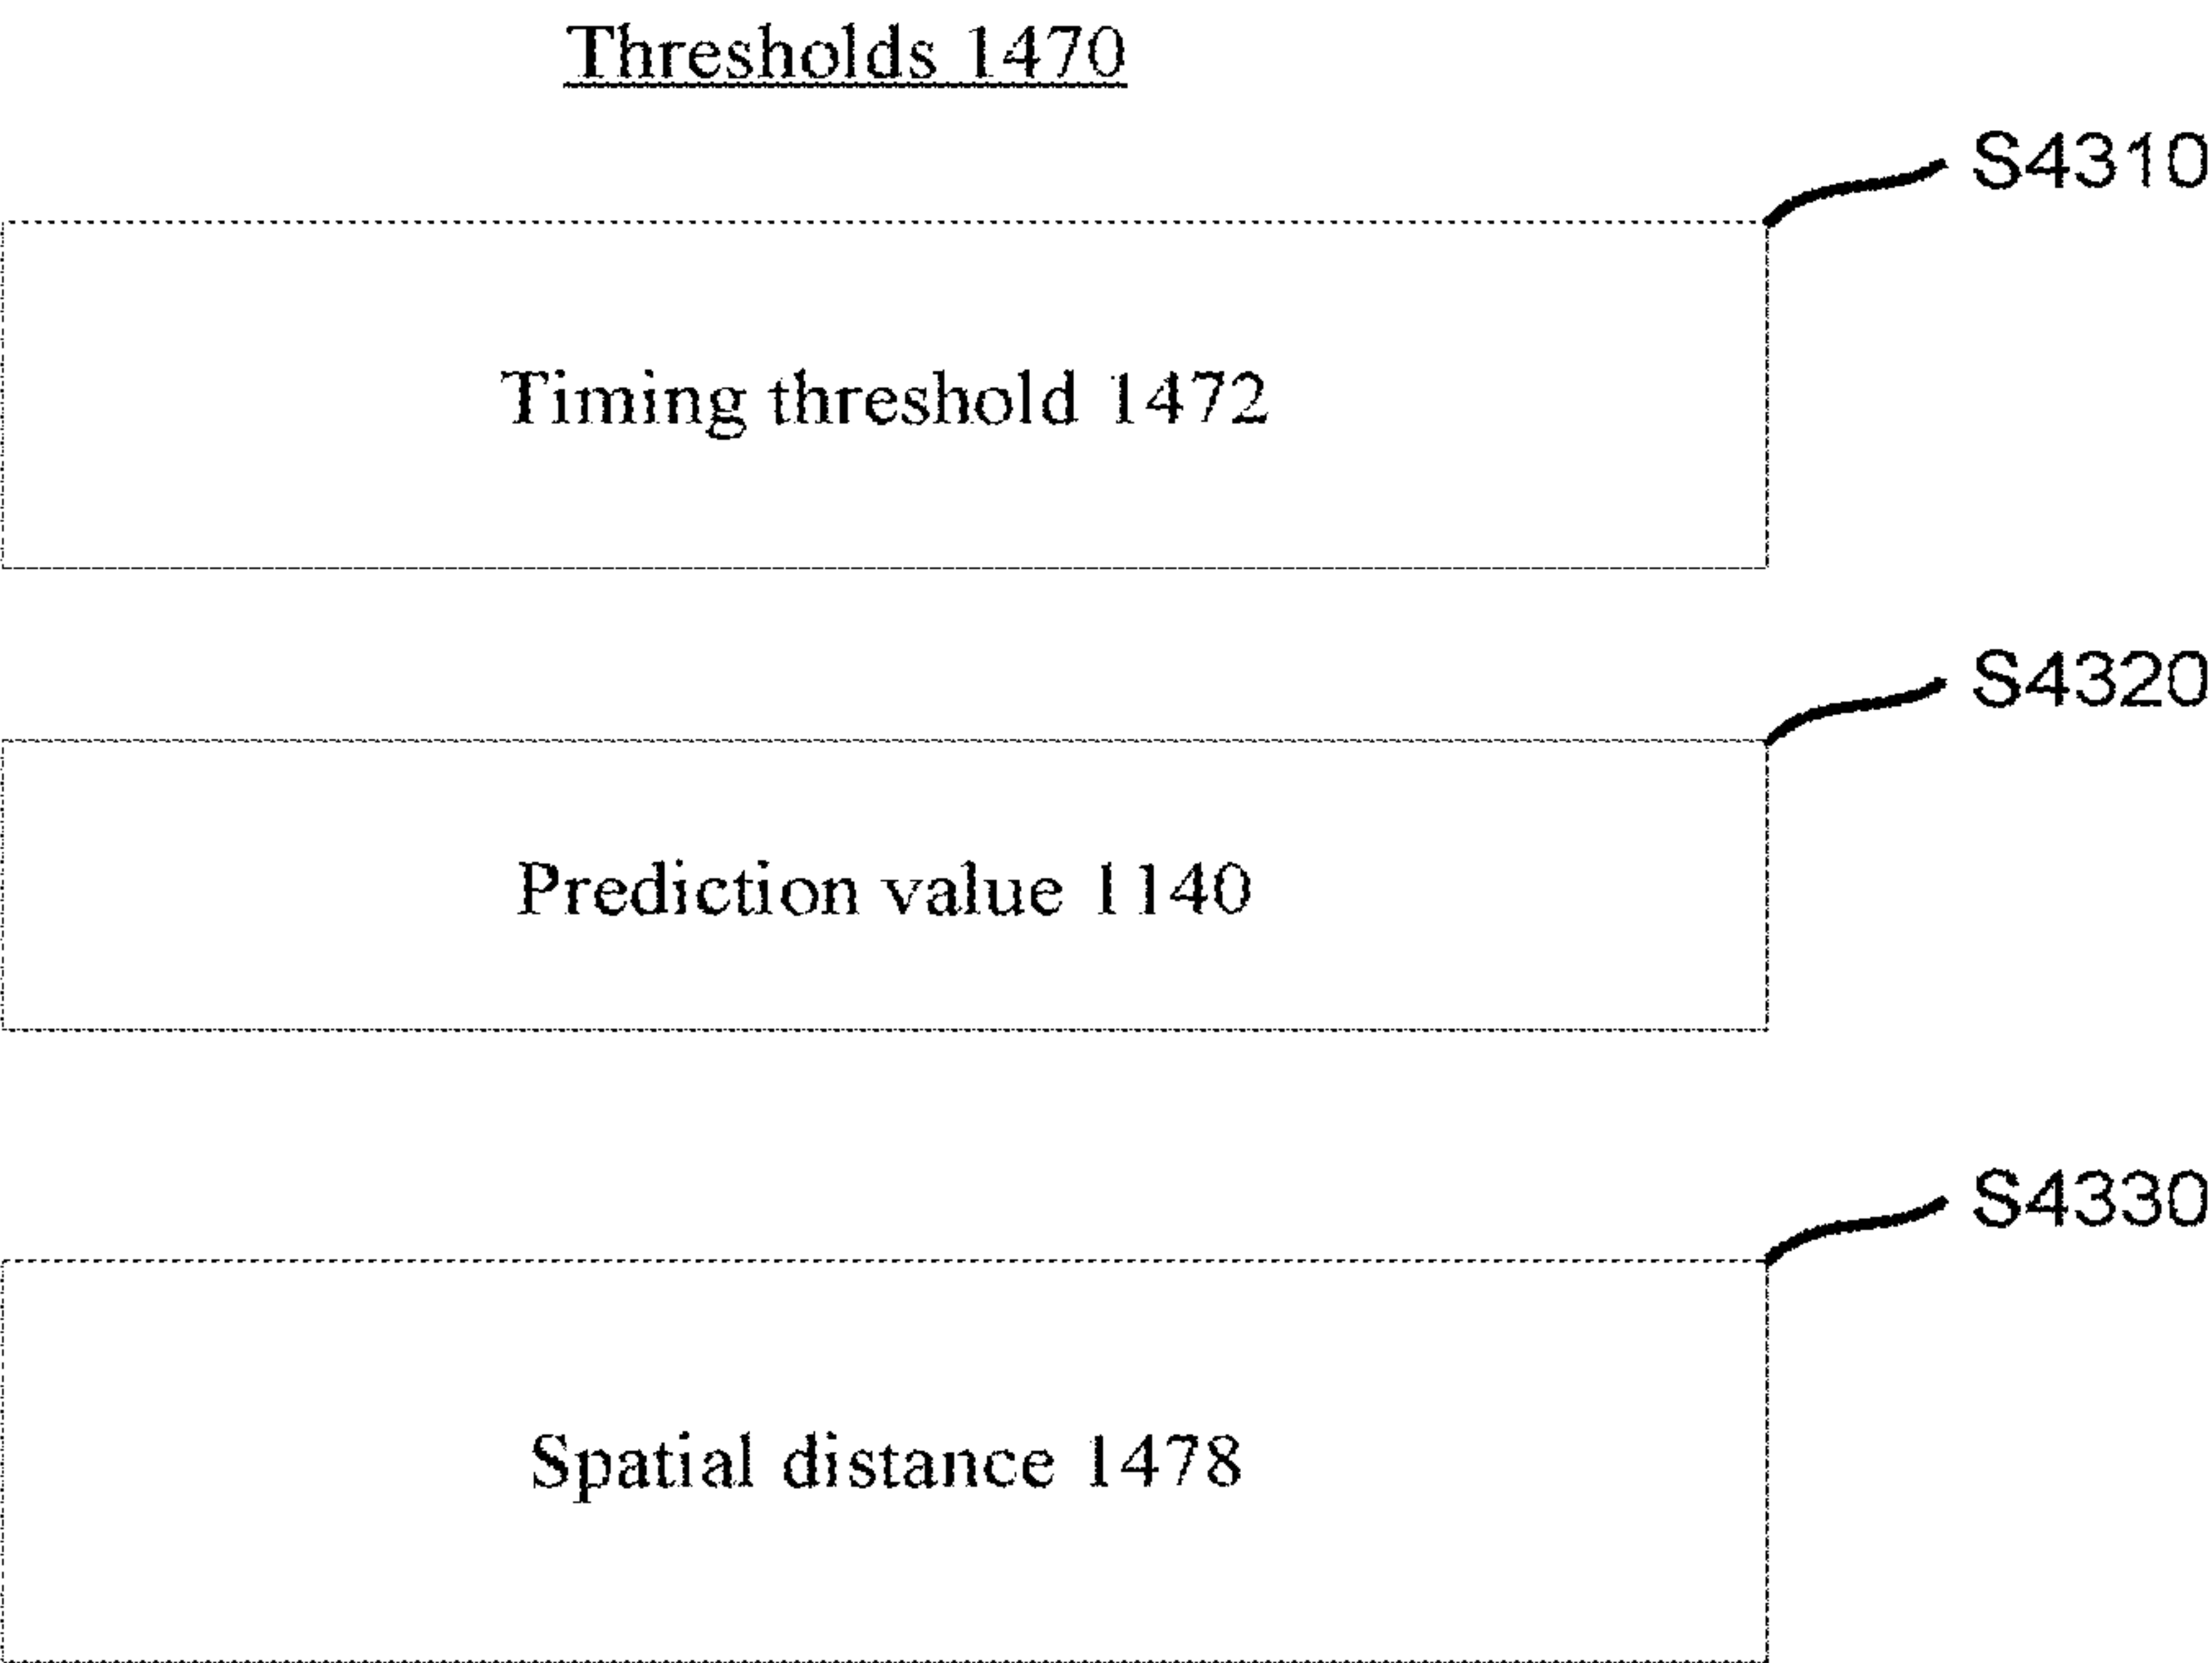 Thresholds 1470
S4310
Timing threshold 1472
S4320
Prediction value 1140
S4330
Spatial distance 1478